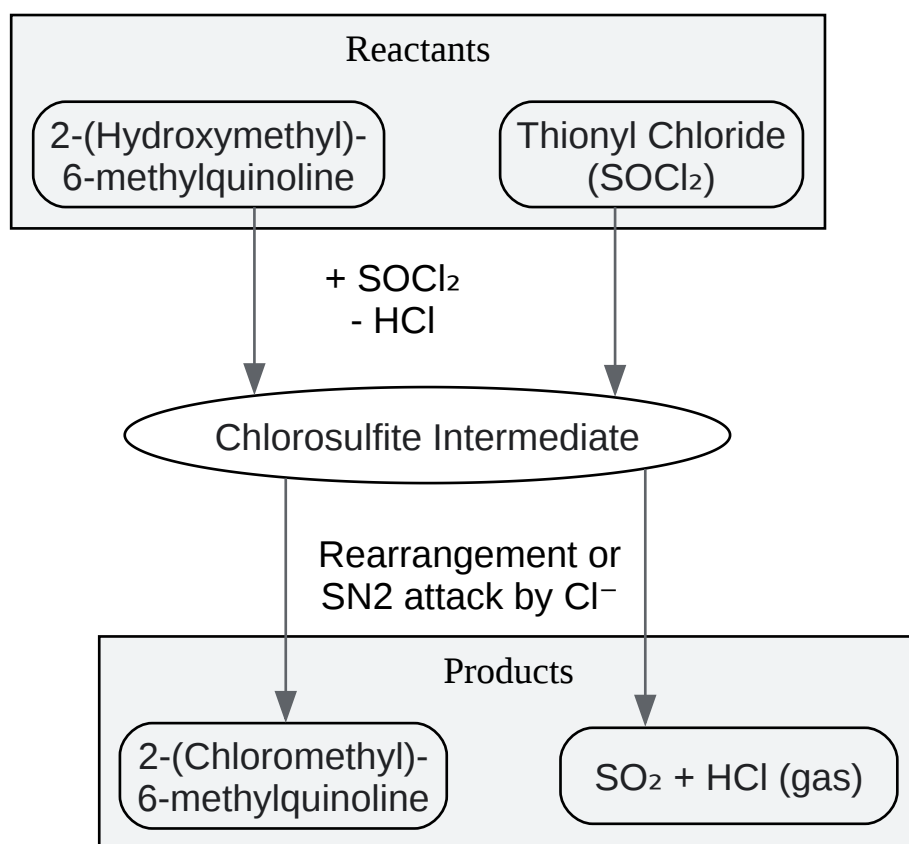 Reactants
2-(Hydroxymethyl)-
6-methylquinoline
Thionyl Chloride
(SOCl₂)
+ SOCl₂
- HCl
Chlorosulfite Intermediate
Rearrangement or
SN2 attack by Cl⁻
Products
2-(Chloromethyl)-
6-methylquinoline
SO₂ + HCl (gas)